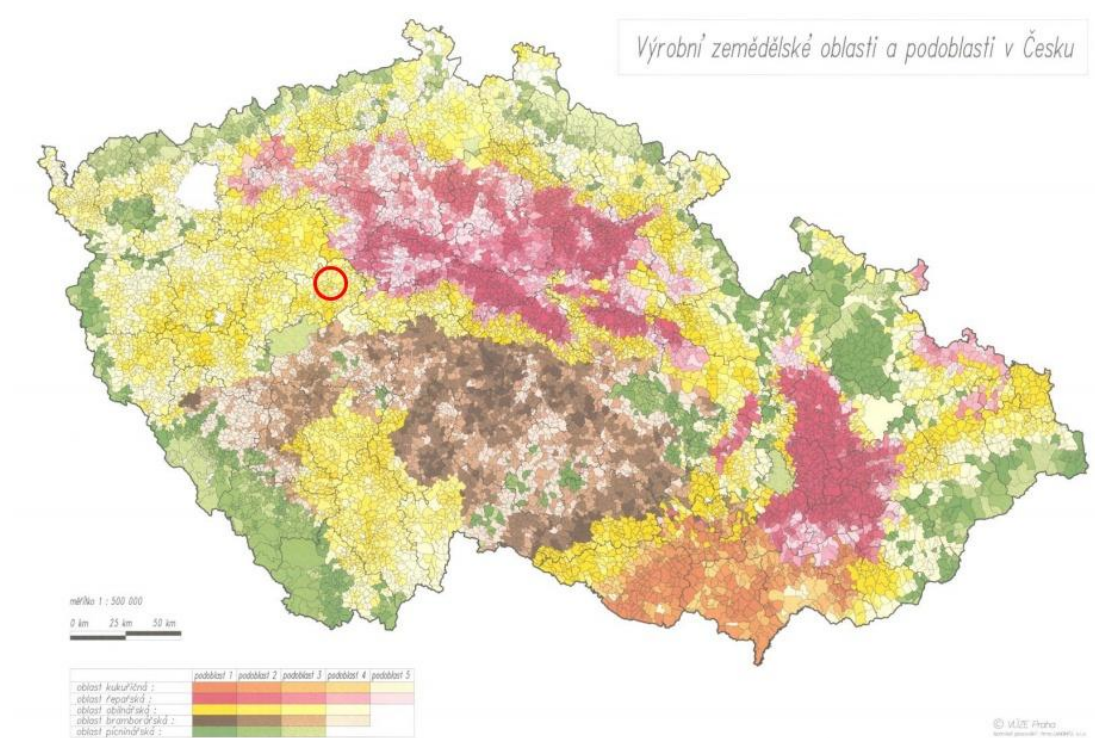 Výrobní zemědělské oblasti a podoblasti v Česku
měřítko 1 : 500 000
0 km 25 km 50 km
podoblast 1 podoblast 2 podoblast 3 podoblast 4 podoblast 5
oblast kukuřičná :
oblast řepařská :
oblast obilnářská :
oblast bramborářská :
oblast pícninářská :
© VÚZE Praha